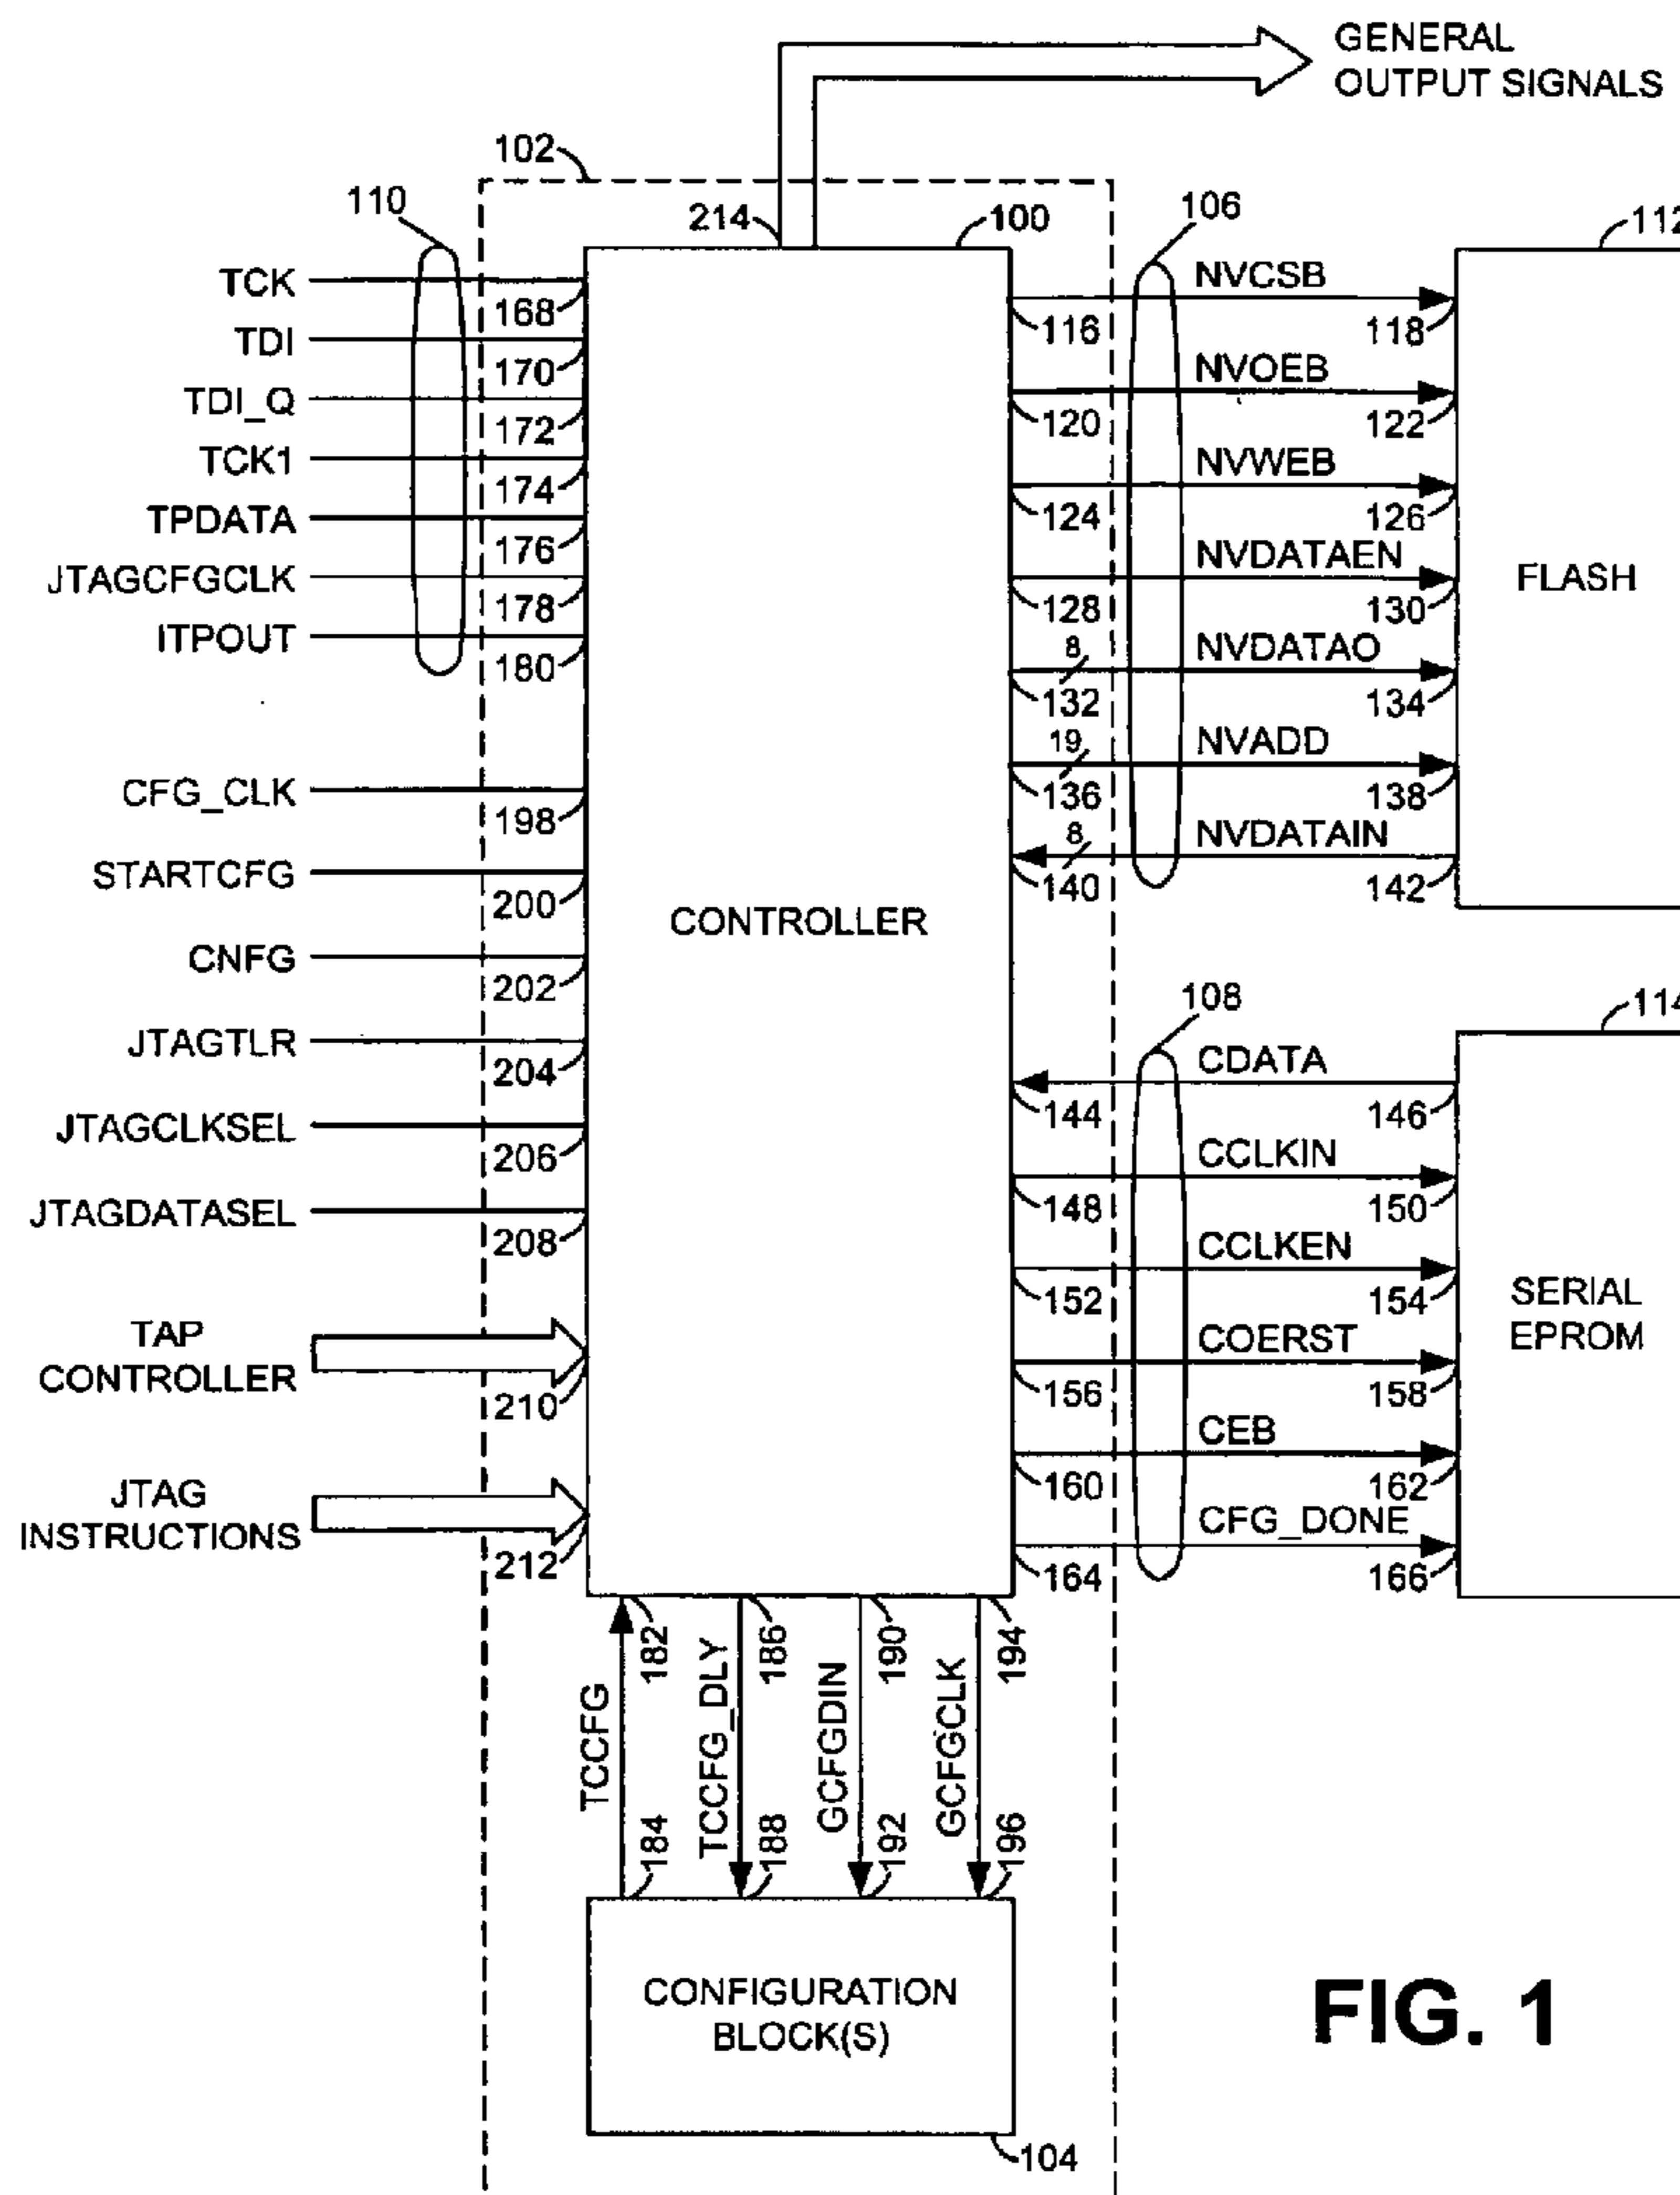 GENERAL
OUTPUT SIGNALS
102
110
214
100
106
112
TCK
168
TDI
170
TDI_Q
172
TCK1
174
TPDATA
176
JTAGCFGCLK
178
ITPOUT
180
NVCSB
116
118
NVOEB
120
122
NVWEB
124
126
NVDATAEN
128
130
8
NVDATAO
132
134
19
NVADD
136
138
8
NVDATAIN
140
142
FLASH
CFG_CLK
198
STARTCFG
200
CNFG
202
JTAGTLR
204
JTAGCLKSEL
206
JTAGDATASEL
208
TAP
CONTROLLER
210
JTAG
INSTRUCTIONS
212
CONTROLLER
108
114
CDATA
144
146
CCLKIN
148
150
CCLKEN
152
154
COERST
156
158
CEB
160
162
CFG_DONE
164
166
SERIAL
EPROM
182
186
190
194
TCCFG
TCCFG_DLY
GCFGDIN
GCFGCLK
184
188
192
196
CONFIGURATION
BLOCK(S)
104
FIG. 1